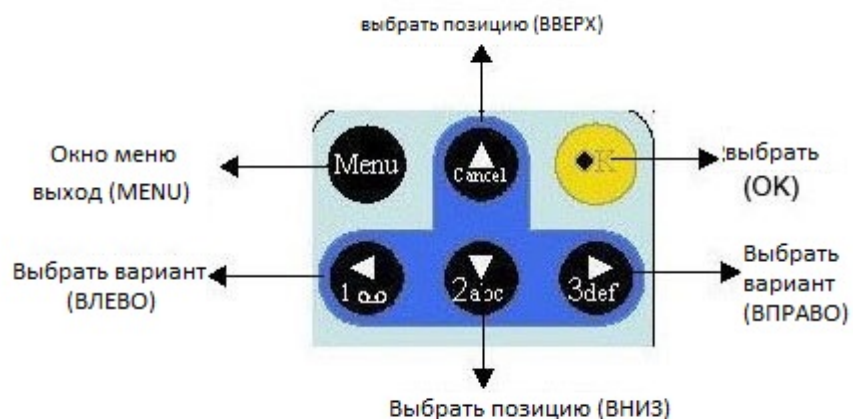 выбрать позицию (ВВЕРХ)
Окно меню
выход (MENU)
Menu
Cancel
K
выбрать
(OK)
Выбрать вариант
(ВЛЕВО)
1
2abc
3def
Выбрать
вариант
(ВПРАВО)
Выбрать позицию (ВНИЗ)